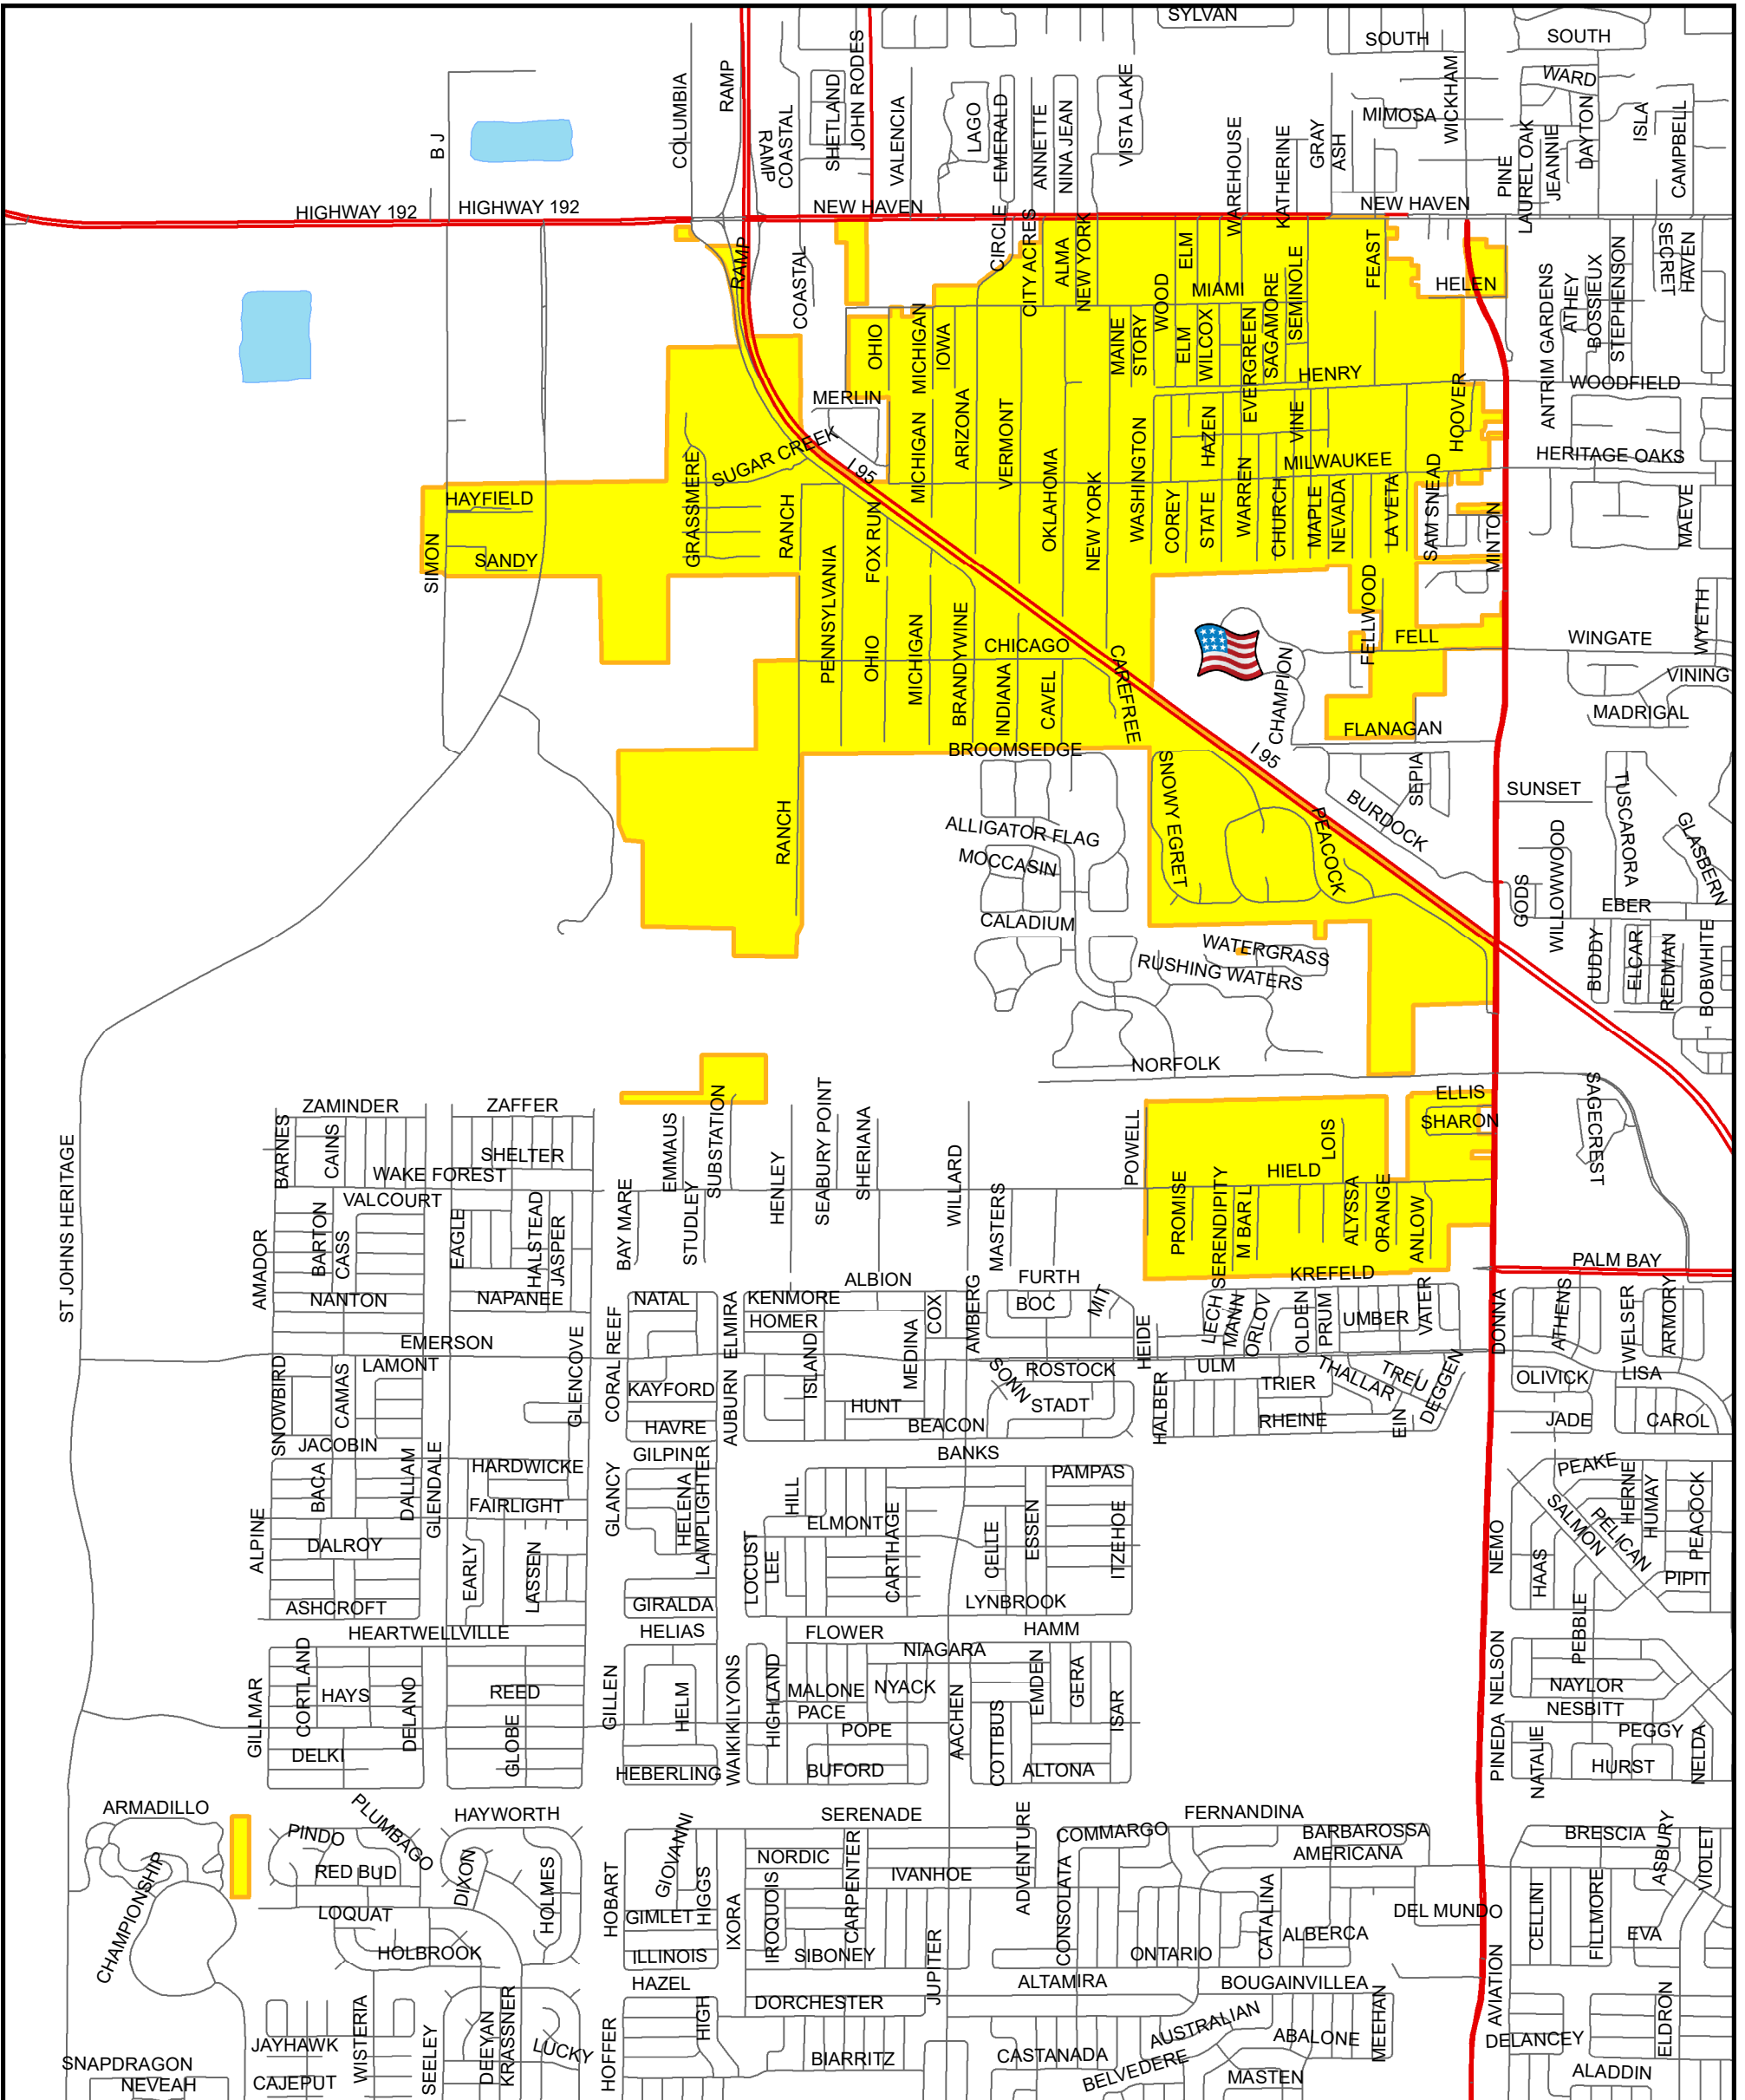 SYLVAN
SOUTH
SOUTH
WARD
MIMOSA
WICKHAM
B J
COLUMBIA
RAMP
RAMP
COASTAL
SHETLAND
JOHN RODES
VALENCIA
LAGO
EMERALD
ANNETTE
NINA JEAN
VISTA LAKE
WAREHOUSE
KATHERINE
GRAY
ASH
PINE
LAUREL OAK
JEANNIE
DAYTON
ISLA
CAMPBELL
HIGHWAY 192
HIGHWAY 192
NEW HAVEN
NEW HAVEN
RAMP
COASTAL
CIRCLE
CITY ACRES
ALMA
NEW YORK
WOOD
ELM
MIAMI
SEMINOLE
FEAST
HELEN
ANTRIM GARDENS
ATHEY
BOSSIEUX
STEPHENSON
SECRET
HAVEN
OHIO
MICHIGAN
IOWA
MAINE
STORY
ELM
WILCOX
EVERGREEN
SAGAMORE
HENRY
WOODFIELD
MERLIN
SUGAR CREEK
I 95
MICHIGAN
ARIZONA
VERMONT
OKLAHOMA
NEW YORK
WASHINGTON
HAZEN
VINE
HOOVER
MILWAUKEE
HERITAGE OAKS
HAYFIELD
SANDY
SIMON
GRASSMERE
RANCH
FOX RUN
COREY
STATE
WARREN
CHURCH
MAPLE
NEVADA
LA VETA
SAM SNEAD
MINTON
MAEVE
PENNSYLVANIA
OHIO
MICHIGAN
BRANDYWINE
CHICAGO
INDIANA
CAVEL
CAREFREE
CHAMPION
FELLWOOD
FELL
WINGATE
WYETH
VINING
MADRIGAL
FLANAGAN
BROOMSEDGE
I 95
SEPIA
BURDOCK
SUNSET
TUSCARORA
GLASBERN
RANCH
ALLIGATOR FLAG
MOCCASIN
CALADIUM
SNOWY EGRET
PEACOCK
GODS
WILLOWWOOD
EBER
BUDDY
ELCAR
REDMAN
BOBWHITE
WATERGRASS
RUSHING WATERS
NORFOLK
ELLIS
SHARON
SAGECREST
ST JOHNS HERITAGE
ZAMINDER
ZAFFER
BARNES
CAINS
SHELTER
WAKE FOREST
VALCOURT
EMMAUS
SUBSTATION
SEABURY POINT
SHERIANA
POWELL
LOIS
HIELD
AMADOR
BARTON
CASS
EAGLE
HALSTEAD
JASPER
BAY MARE
STUDLEY
HENLEY
WILLARD
MASTERS
PROMISE
SERENDIPITY
M BAR L
ALYSSA
ORANGE
ANLOW
PALM BAY
NANTON
NAPANEE
ALBION
FURTH
KREFELD
NATAL
KENMORE
HOMER
COX
AMBERG
BOC
MIT
LECH
MANN
ORLOV
OLDEN
PRUM
UMBER
VATER
DONNA
ATHENS
WELSER
ARMORY
EMERSON
GLENCOVE
CORAL REEF
ELMIRA
ISLAND
MEDINA
HEIDE
SNOWBIRD
CAMAS
LAMONT
KAYFORD
HAVRE
AUBURN
HUNT
SONN
ROSTOCK
STADT
BEACON
HALBER
ULM
TRIER
RHEINE
THALLAR
TREU
EIN
DEGGEN
OLIVICK
LISA
JADE
CAROL
JACOBIN
BACA
DALLAM
GLENDALE
HARDWICKE
FAIRLIGHT
GILPIN
BANKS
PAMPAS
PEAKE
HERNE
HUMAY
PEACOCK
ALPINE
DALROY
EARLY
LASSEN
GLANCY
HELENA
LAMPLIGHTER
HILL
ELMONT
LOCUST
LEE
CARTHAGE
CELLE
ESSEN
ITZEHOE
NEMO
HAAS
SALMON
PELICAN
PIPIT
PEBBLE
ASHCROFT
GIRALDA
LYNBROOK
HEARTWELLVILLE
HELIAS
FLOWER
NIAGARA
HAMM
GILLMAR
CORTLAND
HAYS
DELANO
REED
GLOBE
GILLEN
HELM
WAIKIKI
LYONS
HIGHLAND
MALONE
PACE
NYACK
POPE
AACHEN
COTTBUS
EMDEN
GERA
ISAR
NELSON
PINEDA
NAYLOR
NESBITT
PEGGY
NATALIE
HURST
NELDA
DELKI
HEBERLING
BUFORD
ALTONA
ARMADILLO
PINDO
PLUMBAGO
HAYWORTH
SERENADE
FERNANDINA
COMMARGO
BARBAROSSA
AMERICANA
BRESCIA
ASBURY
VIOLET
CHAMPIONSHIP
RED BUD
DIXON
HOLMES
HOBART
GIOVANNI
HIGGS
NORDIC
CARPENTER
IVANHOE
ADVENTURE
LOQUAT
HOLBROOK
GIMLET
ILLINOIS
IXORA
IROQUOIS
SIBONEY
JUPITER
CONSOLATA
ONTARIO
CATALINA
ALBERCA
DEL MUNDO
CELLINI
FILLMORE
EVA
HAZEL
ALTAMIRA
BOUGAINVILLEA
AVIATION
JAYHAWK
WISTERIA
SEELEY
DEEYAN
KRASSNER
LUCKY
HOFFER
HIGH
DORCHESTER
BIARRITZ
CASTANADA
AUSTRALIAN
BELVEDERE
ABALONE
MEEHAN
MASTEN
DELANCEY
ELDRON
ALADDIN
SNAPDRAGON
NEVEAH
CAJEPUT